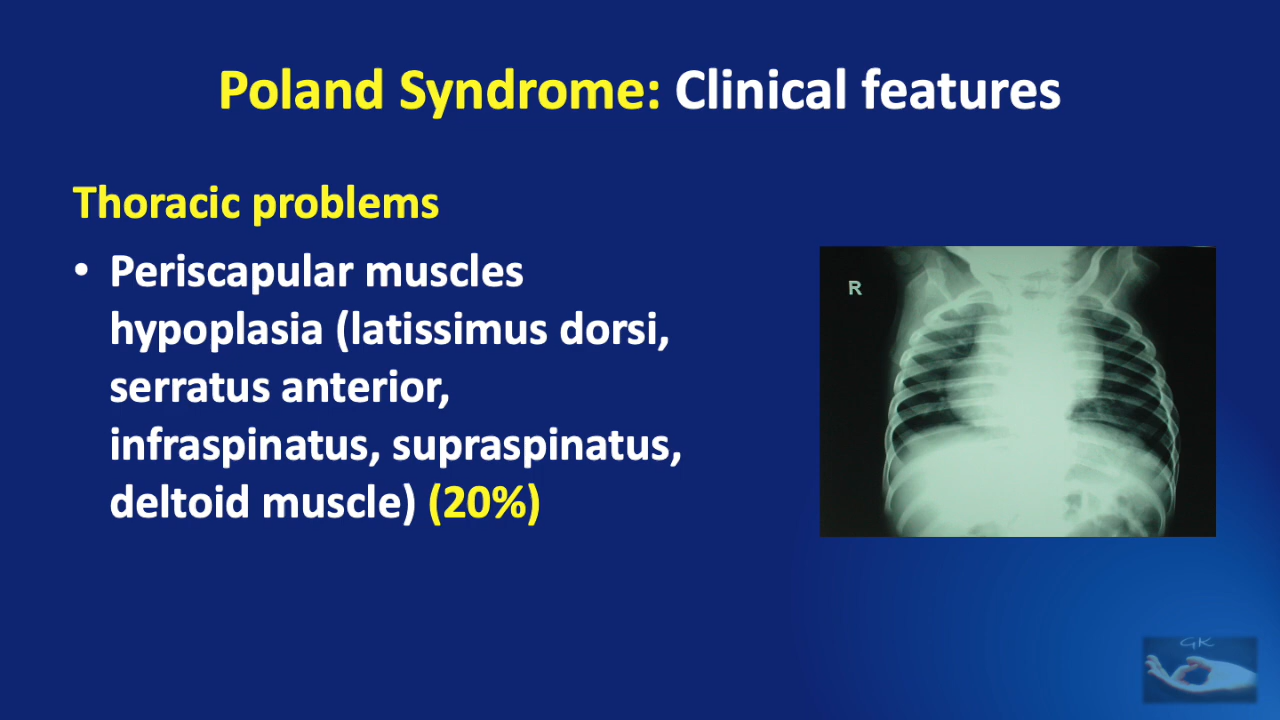 Poland Syndrome: Clinical features
Thoracic problems
• Periscapular muscles
hypoplasia (latissimus dorsi,
serratus anterior,
infraspinatus, supraspinatus,
deltoid muscle) (20%)
R
GK